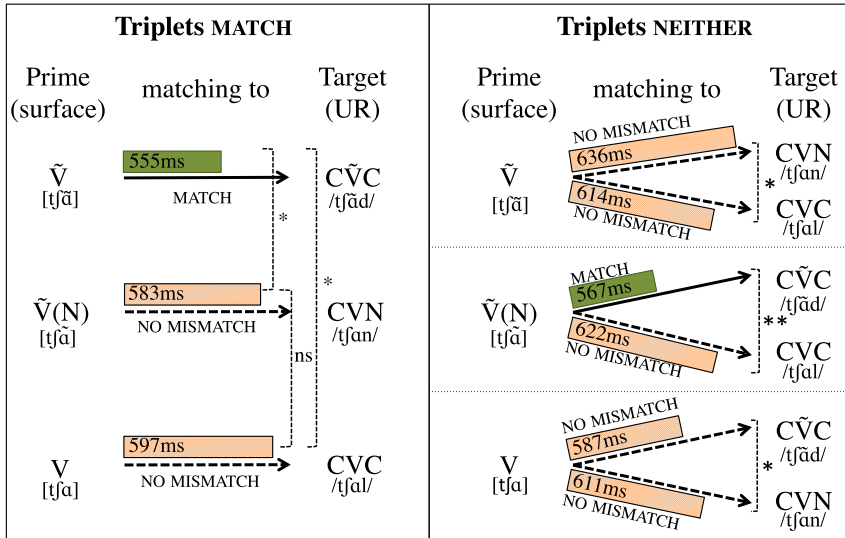 Triplets MATCH
Prime
(surface)
matching to
Target
(UR)
Ṽ
[tʃɑ̃]
555ms
MATCH
CṼC
/tʃɑ̃d/
*
Ṽ(N)
[tʃɑ̃]
583ms
NO MISMATCH
CVN
/tʃɑn/
*
ns
V
[tʃɑ]
597ms
NO MISMATCH
CVC
/tʃɑl/
Triplets NEITHER
Prime
(surface)
matching to
Target
(UR)
Ṽ
[tʃɑ̃]
NO MISMATCH
636ms
614ms
NO MISMATCH
CVN
/tʃɑn/
*
CVC
/tʃɑl/
Ṽ(N)
[tʃɑ̃]
MATCH
567ms
622ms
NO MISMATCH
CṼC
/tʃɑ̃d/
**
CVC
/tʃɑl/
V
[tʃɑ]
NO MISMATCH
587ms
611ms
NO MISMATCH
CṼC
/tʃɑ̃d/
*
CVN
/tʃɑn/